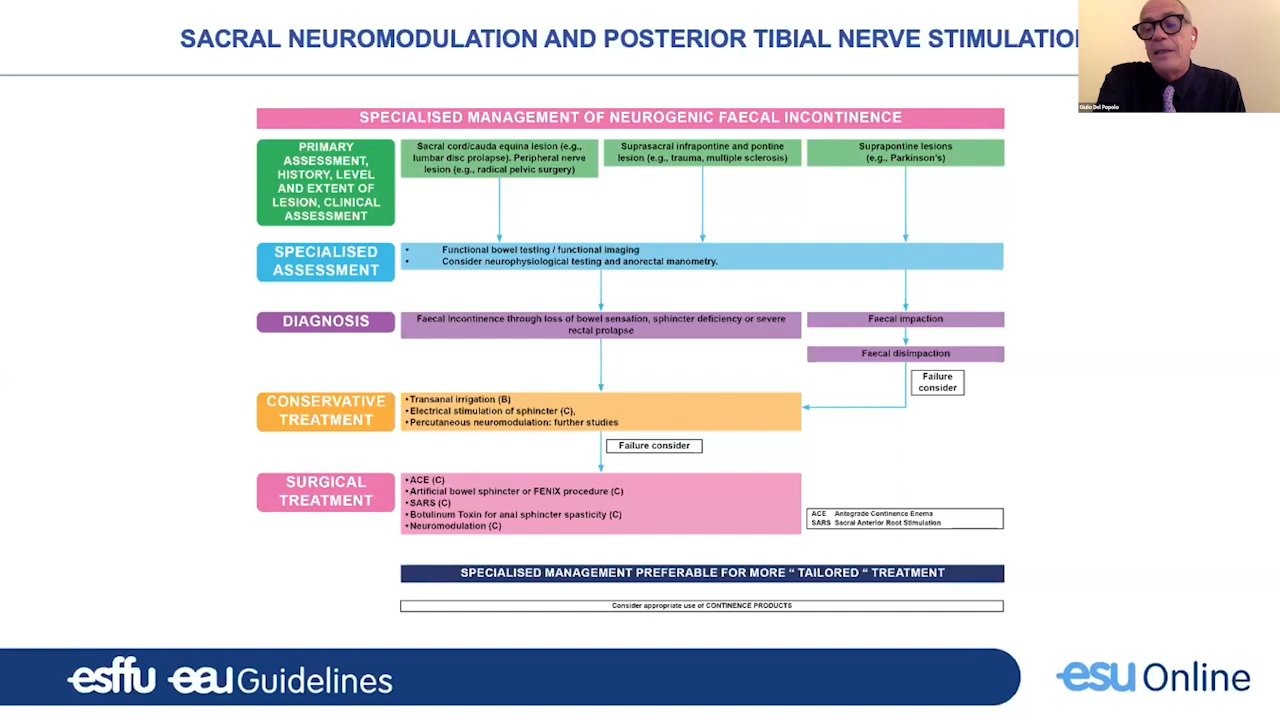 SACRAL NEUROMODULATION AND POSTERIOR TIBIAL NERVE STIMULATIO
Giulio Del Popolo
SPECIALISED MANAGEMENT OF NEUROGENIC FAECAL INCONTINENCE
PRIMARY
ASSESSMENT,
HISTORY, LEVEL
AND EXTENT OF
LESION, CLINICAL
ASSESSMENT
Sacral cord/cauda equina lesion (e.g.,
lumbar disc prolapse). Peripheral nerve
lesion (e.g., radical pelvic surgery)
Suprasacral infrapontine and pontine
lesion (e.g., trauma, multiple sclerosis)
Suprapontine lesions
(e.g., Parkinson's)
SPECIALISED
ASSESSMENT
• Functional bowel testing / functional imaging
• Consider neurophysiological testing and anorectal manometry.
DIAGNOSIS
Faecal Incontinence through loss of bowel sensation, sphincter deficiency or severe
rectal prolapse
Faecal impaction
Faecal disimpaction
Failure
consider
CONSERVATIVE
TREATMENT
• Transanal irrigation (B)
• Electrical stimulation of sphincter (C),
• Percutaneous neuromodulation: further studies
Failure consider
SURGICAL
TREATMENT
• ACE (C)
• Artificial bowel sphincter or FENIX procedure (C)
• SARS (C)
• Botulinum Toxin for anal sphincter spasticity (C)
• Neuromodulation (C)
ACE Antegrade Continence Enema
SARS Sacral Anterior Root Stimulation
SPECIALISED MANAGEMENT PREFERABLE FOR MORE " TAILORED " TREATMENT
Consider appropriate use of CONTINENCE PRODUCTS
esffu eau Guidelines
esu Online